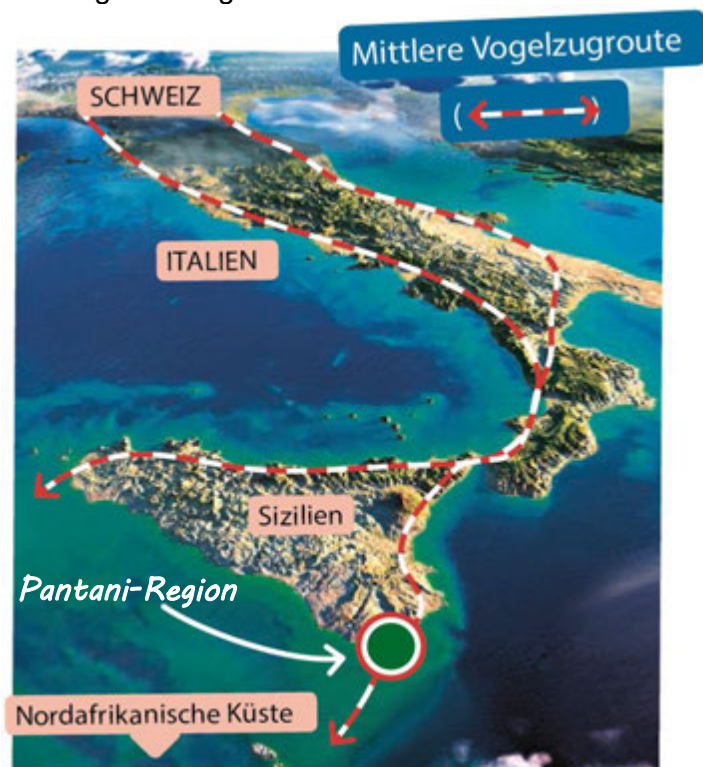 Mittlere Vogelzugroute
SCHWEIZ
ITALIEN
Sizilien
Pantani-Region
Nordafrikanische Küste